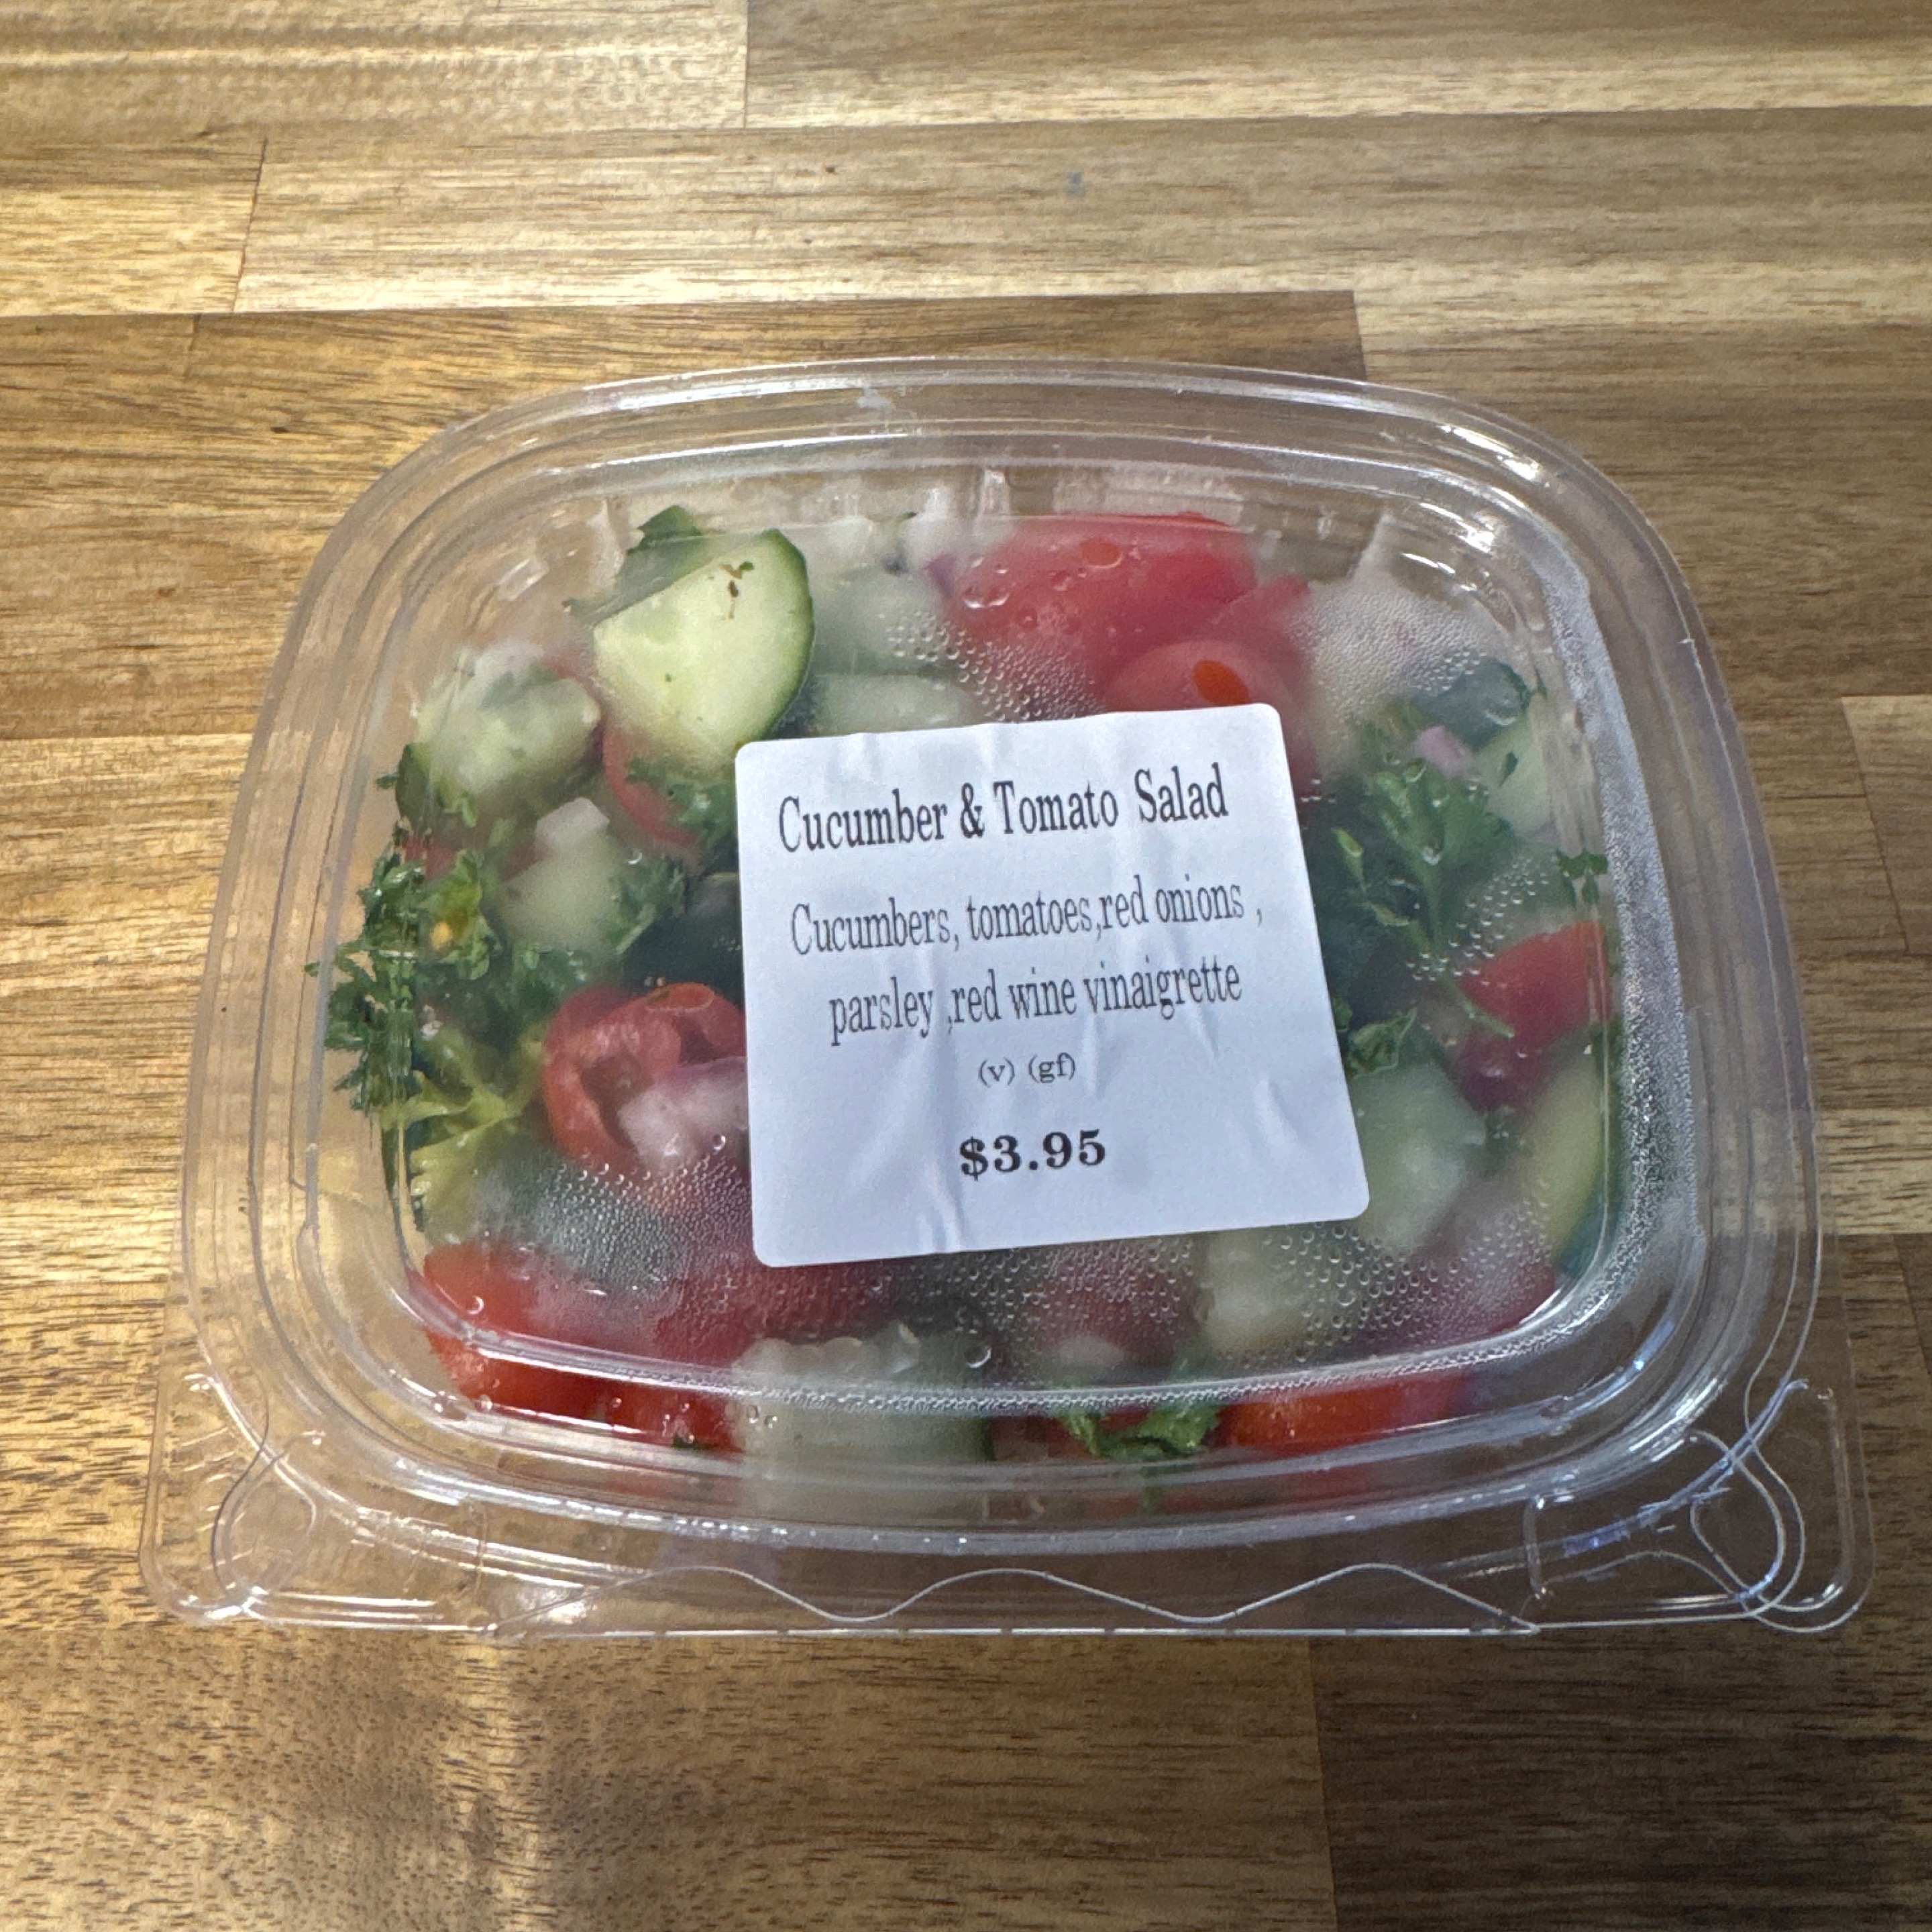 Cucumber & Tomato Salad
Cucumbers, tomatoes,red onions ,
parsley ,red wine vinaigrette
(v) (gf)
$3.95